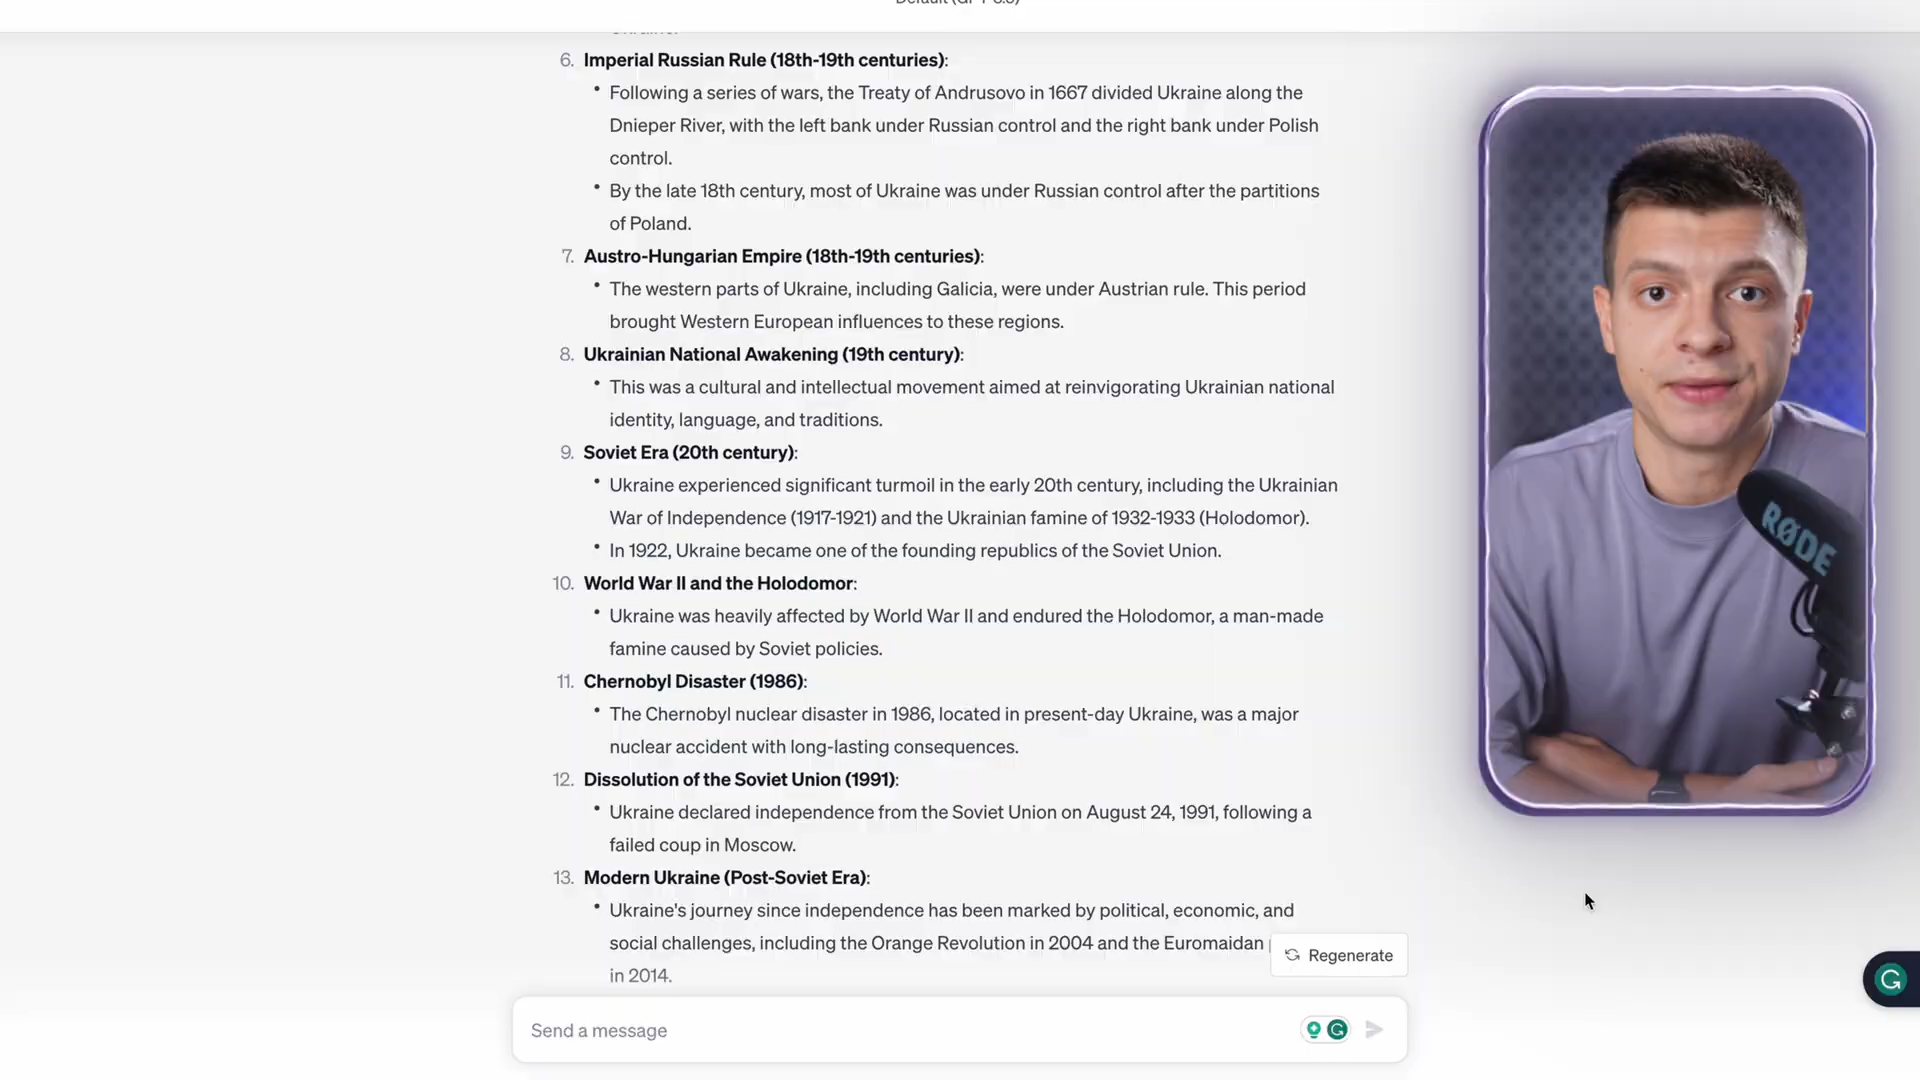 6. Imperial Russian Rule (18th-19th centuries):
• Following a series of wars, the Treaty of Andrusovo in 1667 divided Ukraine along the
Dnieper River, with the left bank under Russian control and the right bank under Polish
control.
• By the late 18th century, most of Ukraine was under Russian control after the partitions
of Poland.
7. Austro-Hungarian Empire (18th-19th centuries):
• The western parts of Ukraine, including Galicia, were under Austrian rule. This period
brought Western European influences to these regions.
8. Ukrainian National Awakening (19th century):
• This was a cultural and intellectual movement aimed at reinvigorating Ukrainian national
identity, language, and traditions.
9. Soviet Era (20th century):
• Ukraine experienced significant turmoil in the early 20th century, including the Ukrainian
War of Independence (1917-1921) and the Ukrainian famine of 1932-1933 (Holodomor).
• In 1922, Ukraine became one of the founding republics of the Soviet Union.
10. World War II and the Holodomor:
• Ukraine was heavily affected by World War II and endured the Holodomor, a man-made
famine caused by Soviet policies.
11. Chernobyl Disaster (1986):
• The Chernobyl nuclear disaster in 1986, located in present-day Ukraine, was a major
nuclear accident with long-lasting consequences.
12. Dissolution of the Soviet Union (1991):
• Ukraine declared independence from the Soviet Union on August 24, 1991, following a
failed coup in Moscow.
13. Modern Ukraine (Post-Soviet Era):
• Ukraine's journey since independence has been marked by political, economic, and
social challenges, including the Orange Revolution in 2004 and the Euromaidan
in 2014.
Regenerate
Send a message
RØDE